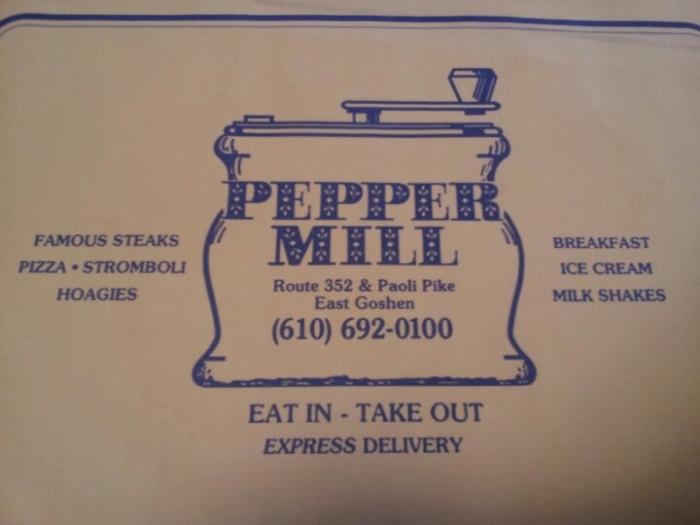 PEPPER
MILL
Route 352 & Paoli Pike
East Goshen
(610) 692-0100
FAMOUS STEAKS
PIZZA • STROMBOLI
HOAGIES
BREAKFAST
ICE CREAM
MILK SHAKES
EAT IN - TAKE OUT
EXPRESS DELIVERY